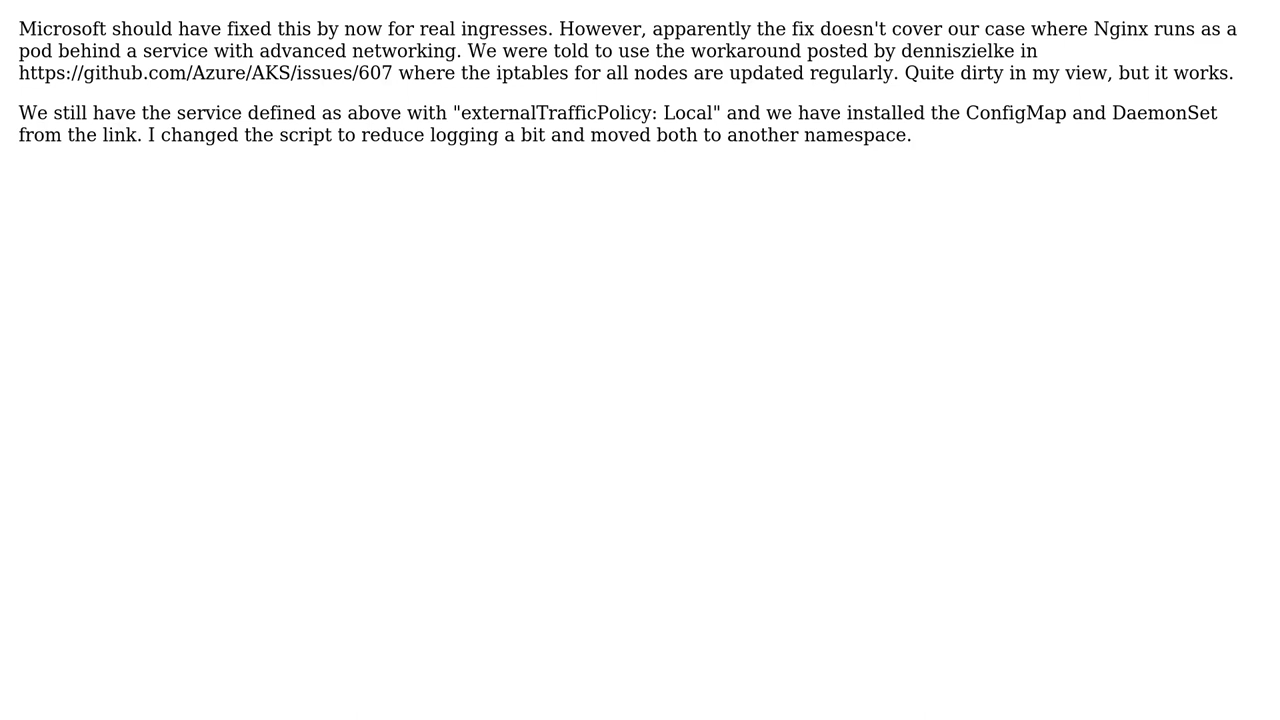 Microsoft should have fixed this by now for real ingresses. However, apparently the fix doesn't cover our case where Nginx runs as a
pod behind a service with advanced networking. We were told to use the workaround posted by denniszielke in
https://github.com/Azure/AKS/issues/607 where the iptables for all nodes are updated regularly. Quite dirty in my view, but it works.
We still have the service defined as above with "externalTrafficPolicy: Local" and we have installed the ConfigMap and DaemonSet
from the link. I changed the script to reduce logging a bit and moved both to another namespace.